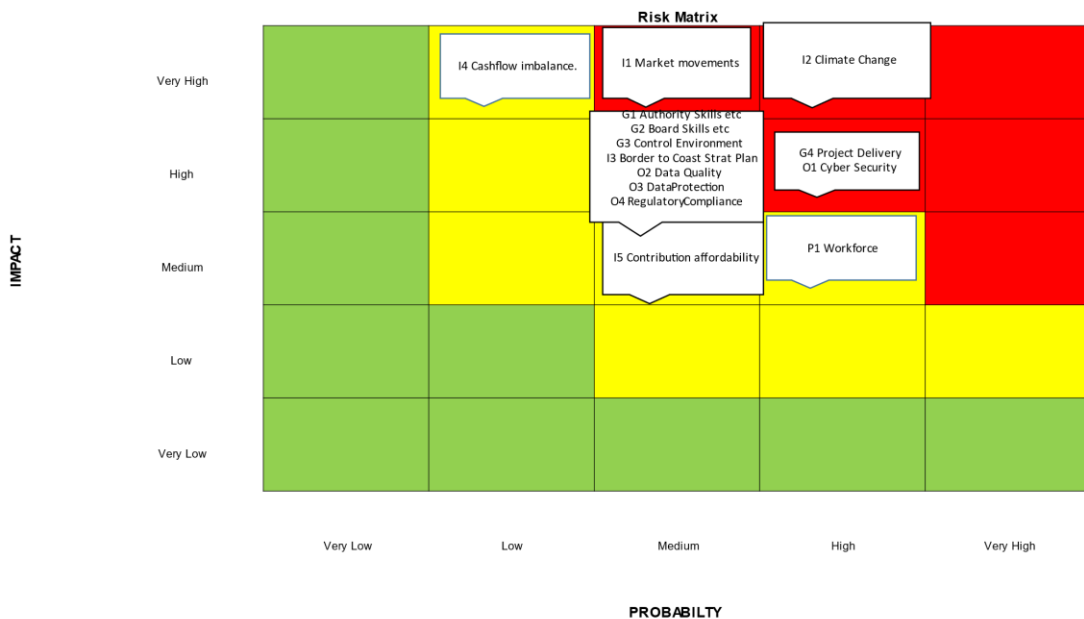 Risk Matrix
Very High
I4 Cashflow imbalance.
I1 Market movements
I2 Climate Change
G1 Authority Skills etc
G2 Board Skills etc
G3 Control Environment
I3 Border to Coast Strat Plan
O2 Data Quality
O3 DataProtection
O4 RegulatoryCompliance
High
G4 Project Delivery
O1 Cyber Security
IMPACT
Medium
I5 Contribution affordability
P1 Workforce
Low
Very Low
Very Low
Low
Medium
High
Very High
PROBABILTY